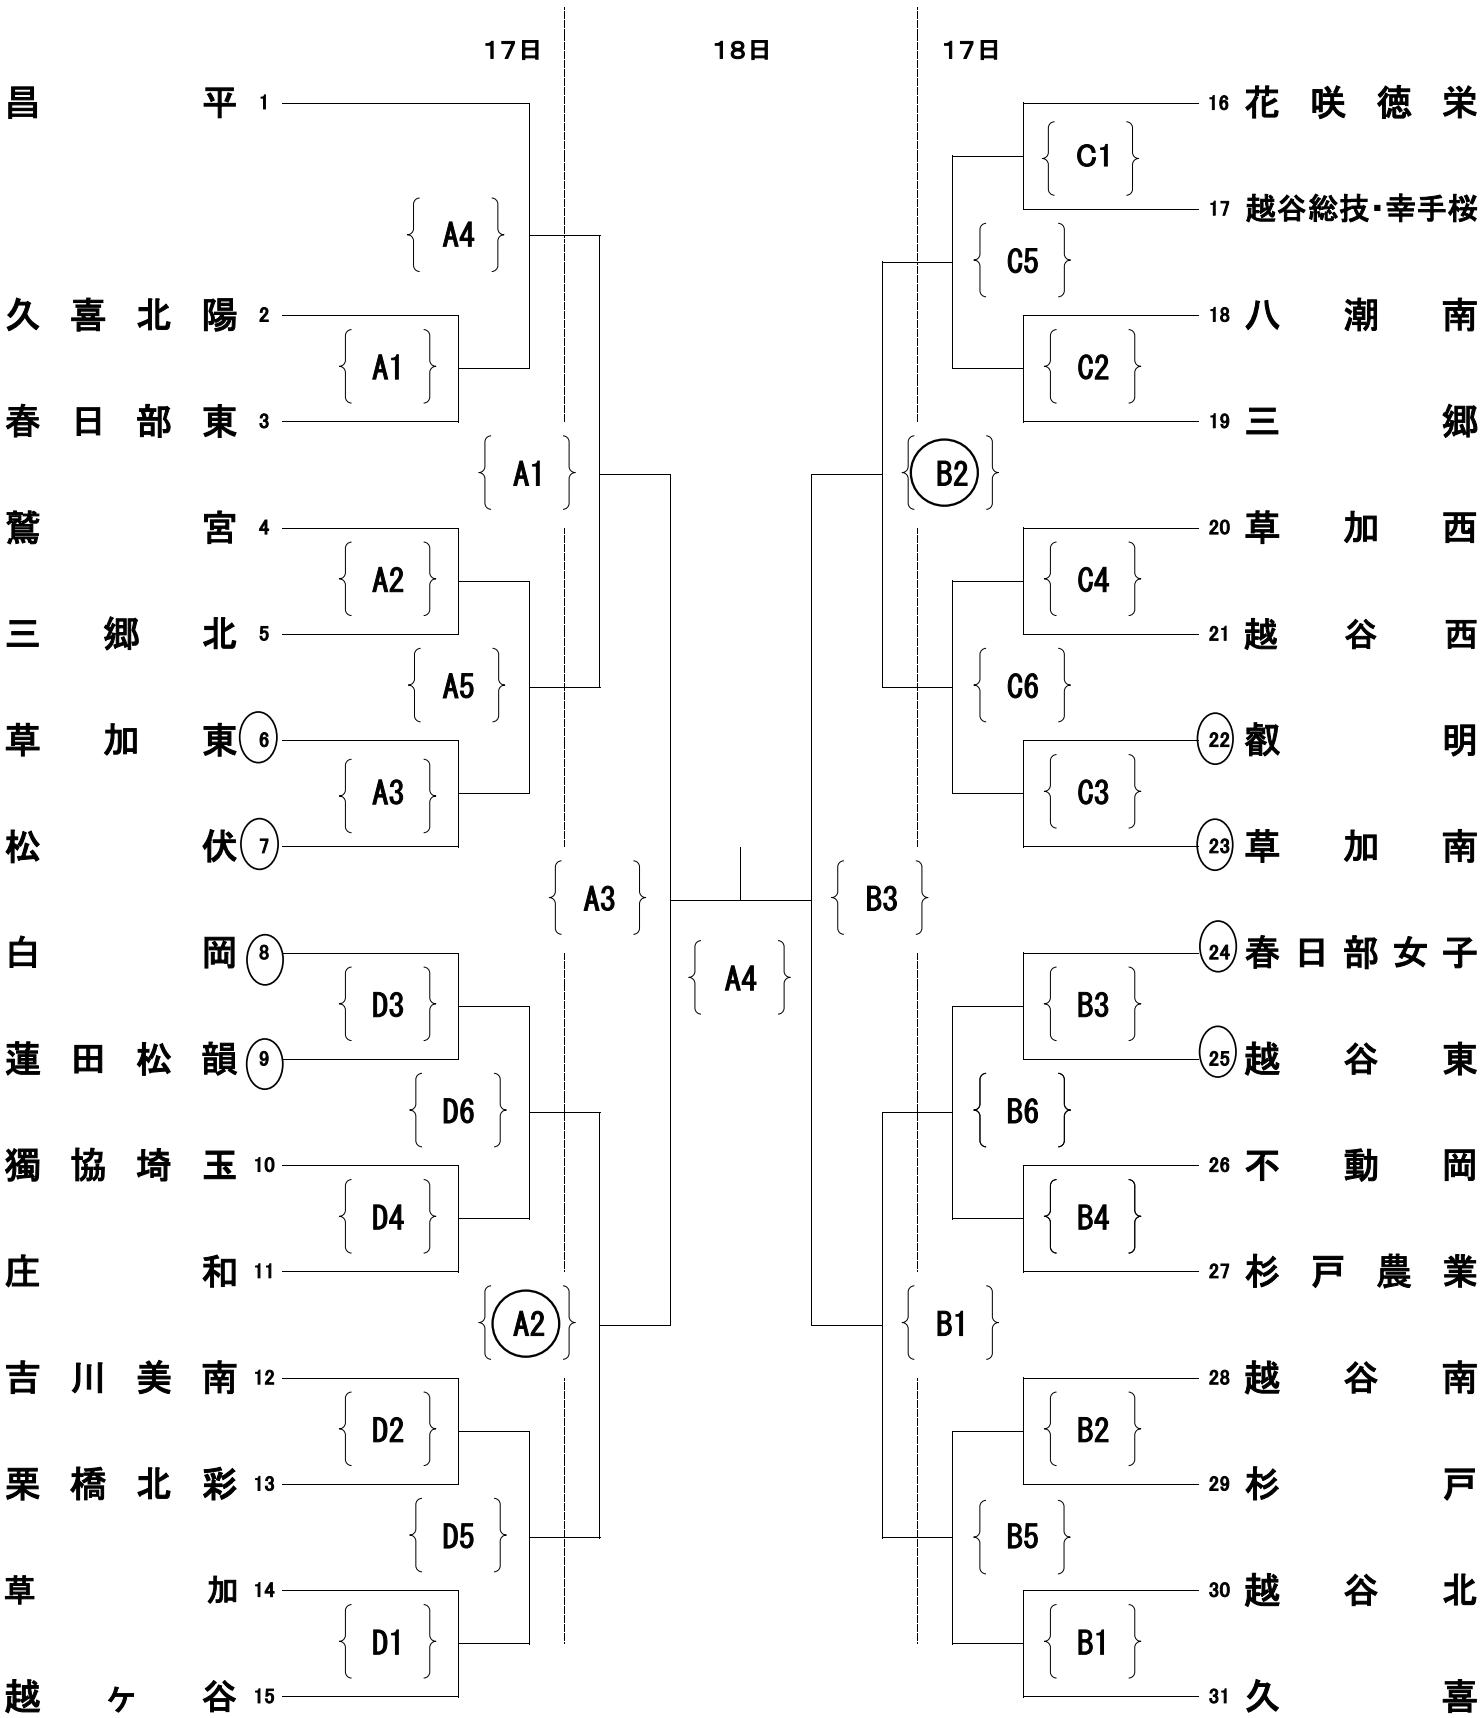 17日 18日 17日
昌平 1
16 花咲徳栄
C1
17 越谷総技・幸手桜
A4
C5
久喜北陽 2
18 八潮南
A1
C2
春日部東 3
19 三郷
A1
B2
鷲宮 4
20 草加西
A2
C4
三郷北 5
21 越谷西
A5
C6
草加東 6
22 叡明
A3
C3
松伏 7
23 草加南
A3
B3
白岡 8
24 春日部女子
A4
D3
B3
蓮田松韻 9
25 越谷東
D6
B6
獨協埼玉 10
26 不動岡
D4
B4
庄和 11
27 杉戸農業
A2
B1
吉川美南 12
28 越谷南
D2
B2
栗橋北彩 13
29 杉戸
D5
B5
草加 14
30 越谷北
D1
B1
越ヶ谷 15
31 久喜